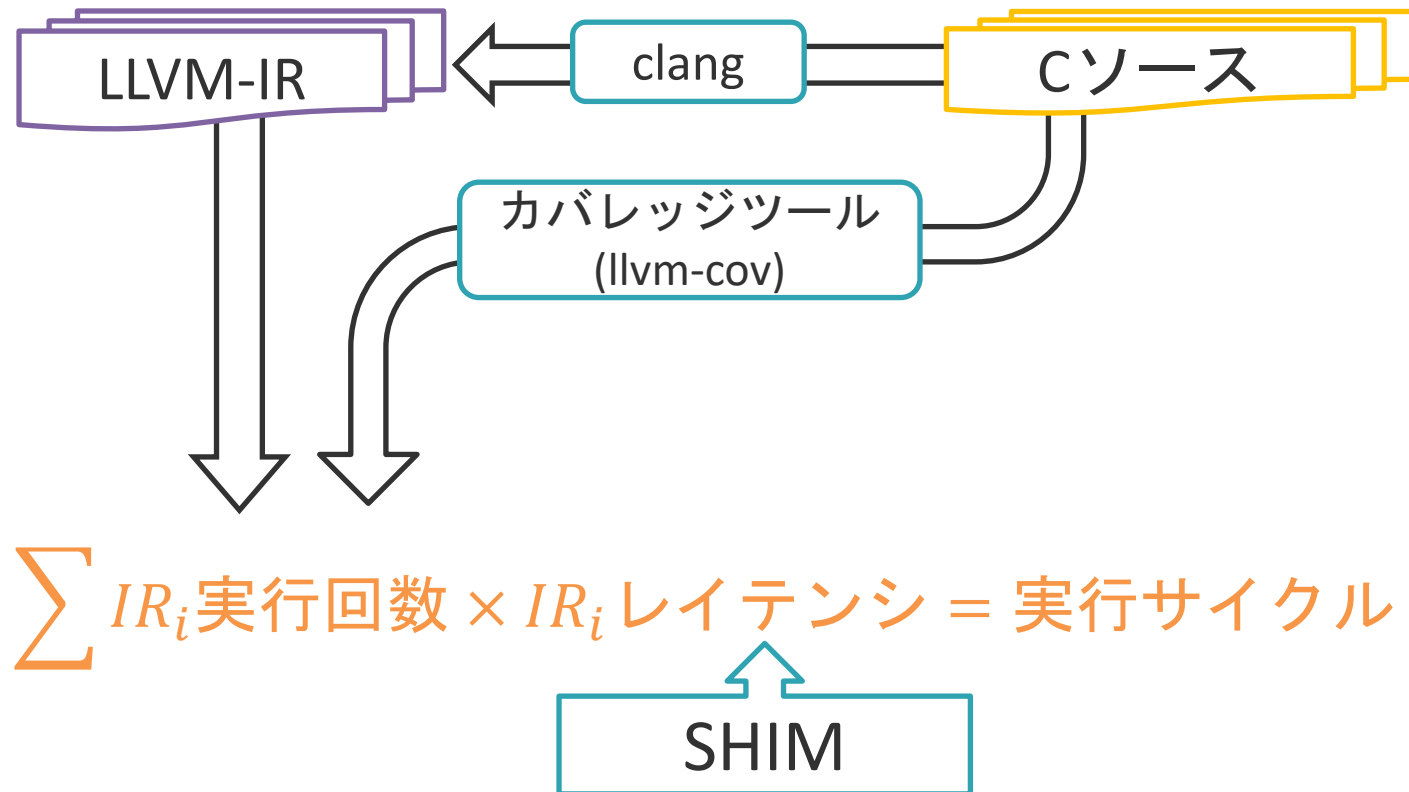 LLVM-IR
clang
Cソース
カバレッジツール
(llvm-cov)
∑ IRᵢ実行回数 × IRᵢレイテンシ = 実行サイクル
SHIM